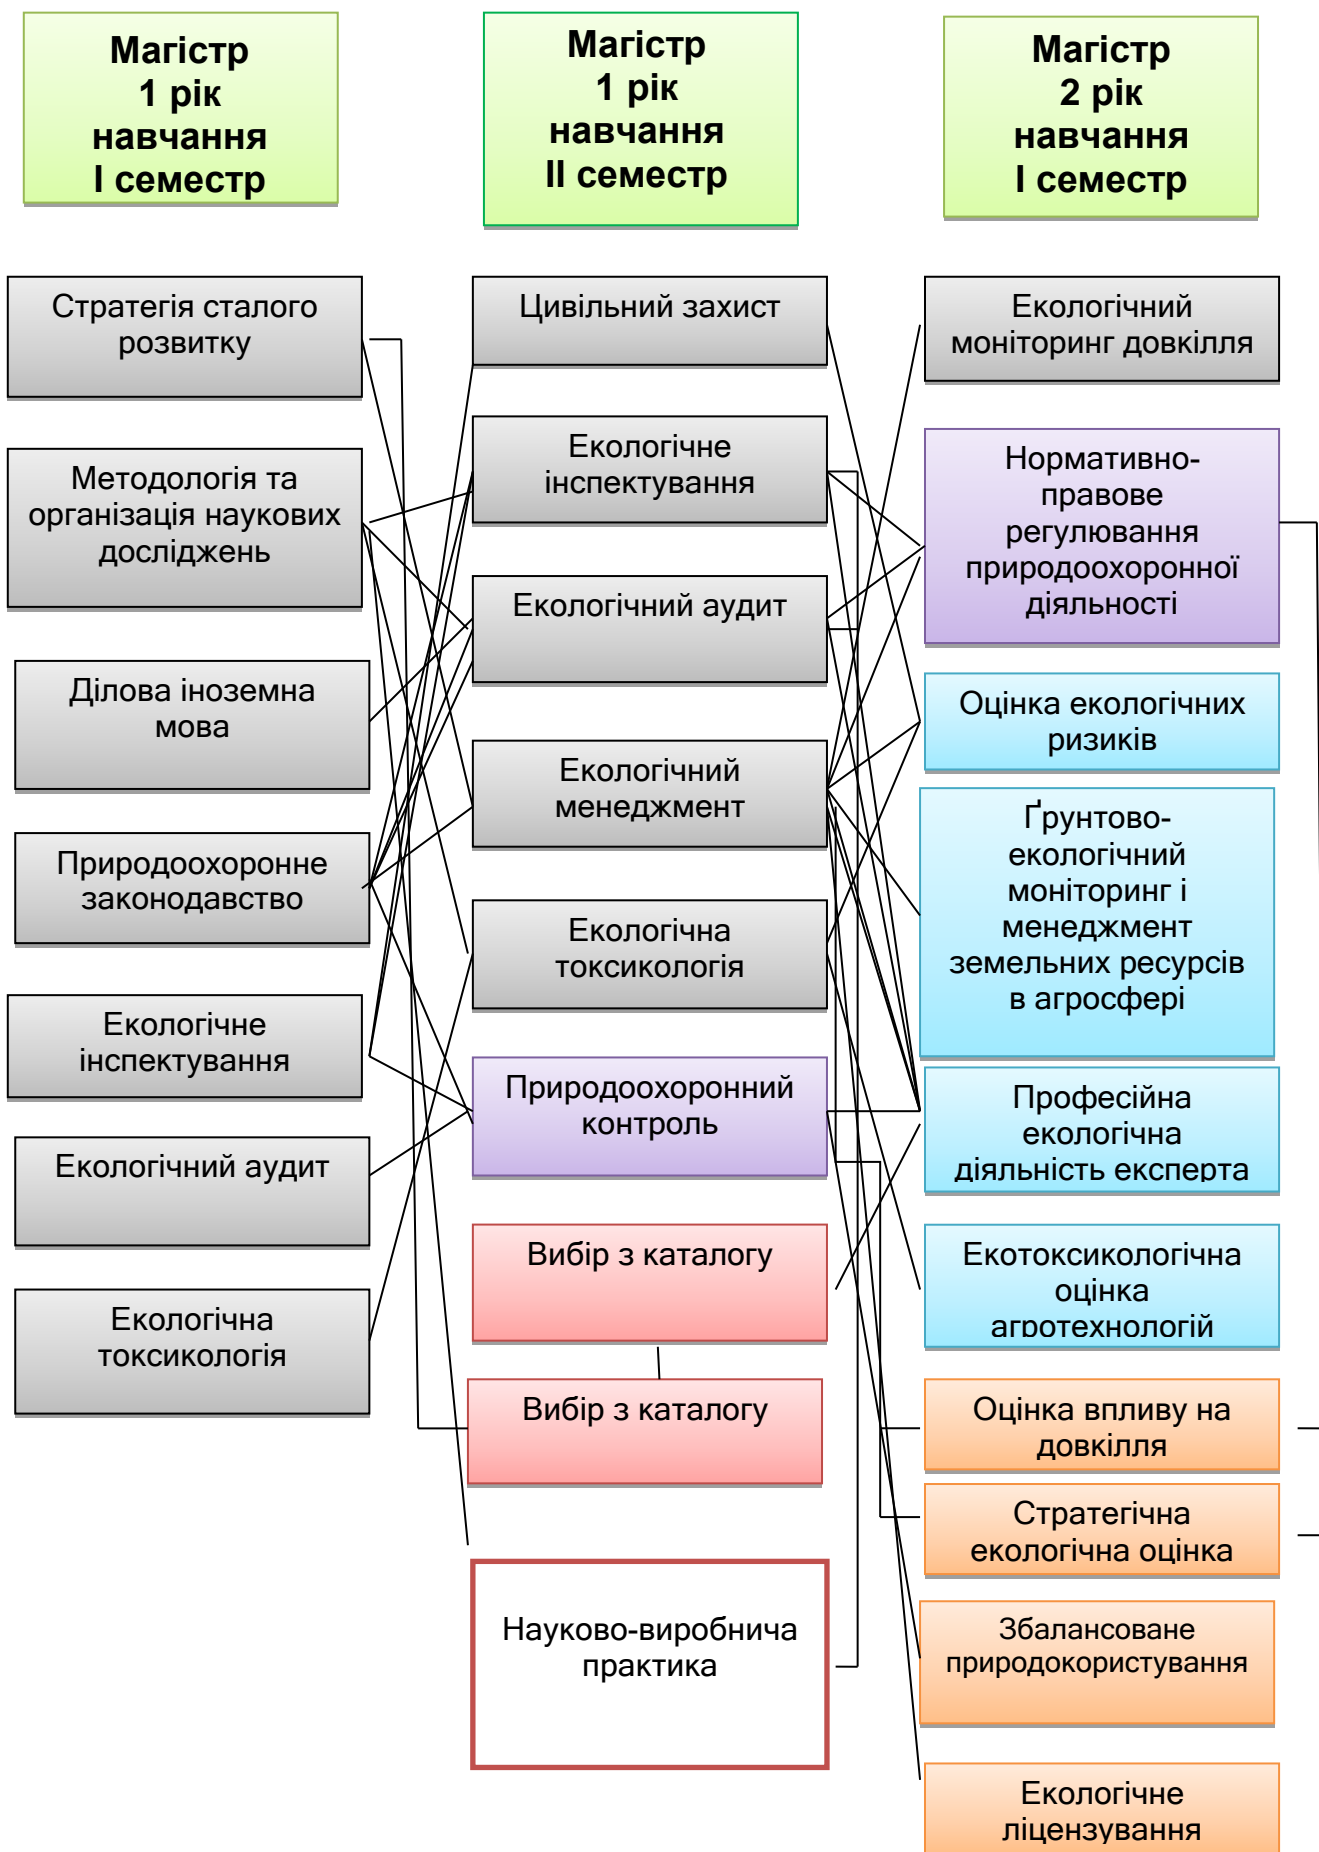 Магістр
1 рік
навчання
І семестр
Магістр
1 рік
навчання
ІІ семестр
Магістр
2 рік
навчання
І семестр
Стратегія сталого
розвитку
Методологія та
організація наукових
досліджень
Ділова іноземна
мова
Природоохоронне
законодавство
Екологічне
інспектування
Екологічний аудит
Екологічна
токсикологія
Цивільний захист
Екологічне
інспектування
Екологічний аудит
Екологічний
менеджмент
Екологічна
токсикологія
Природоохоронний
контроль
Вибір з каталогу
Вибір з каталогу
Науково-виробнича
практика
Екологічний
моніторинг довкілля
Нормативно-
правове
регулювання
природоохоронної
діяльності
Оцінка екологічних
ризиків
Ґрунтово-
екологічний
моніторинг і
менеджмент
земельних ресурсів
в агросфері
Професійна
екологічна
діяльність експерта
Екотоксикологічна
оцінка
агротехнологій
Оцінка впливу на
довкілля
Стратегічна
екологічна оцінка
Збалансоване
природокористування
Екологічне
ліцензування